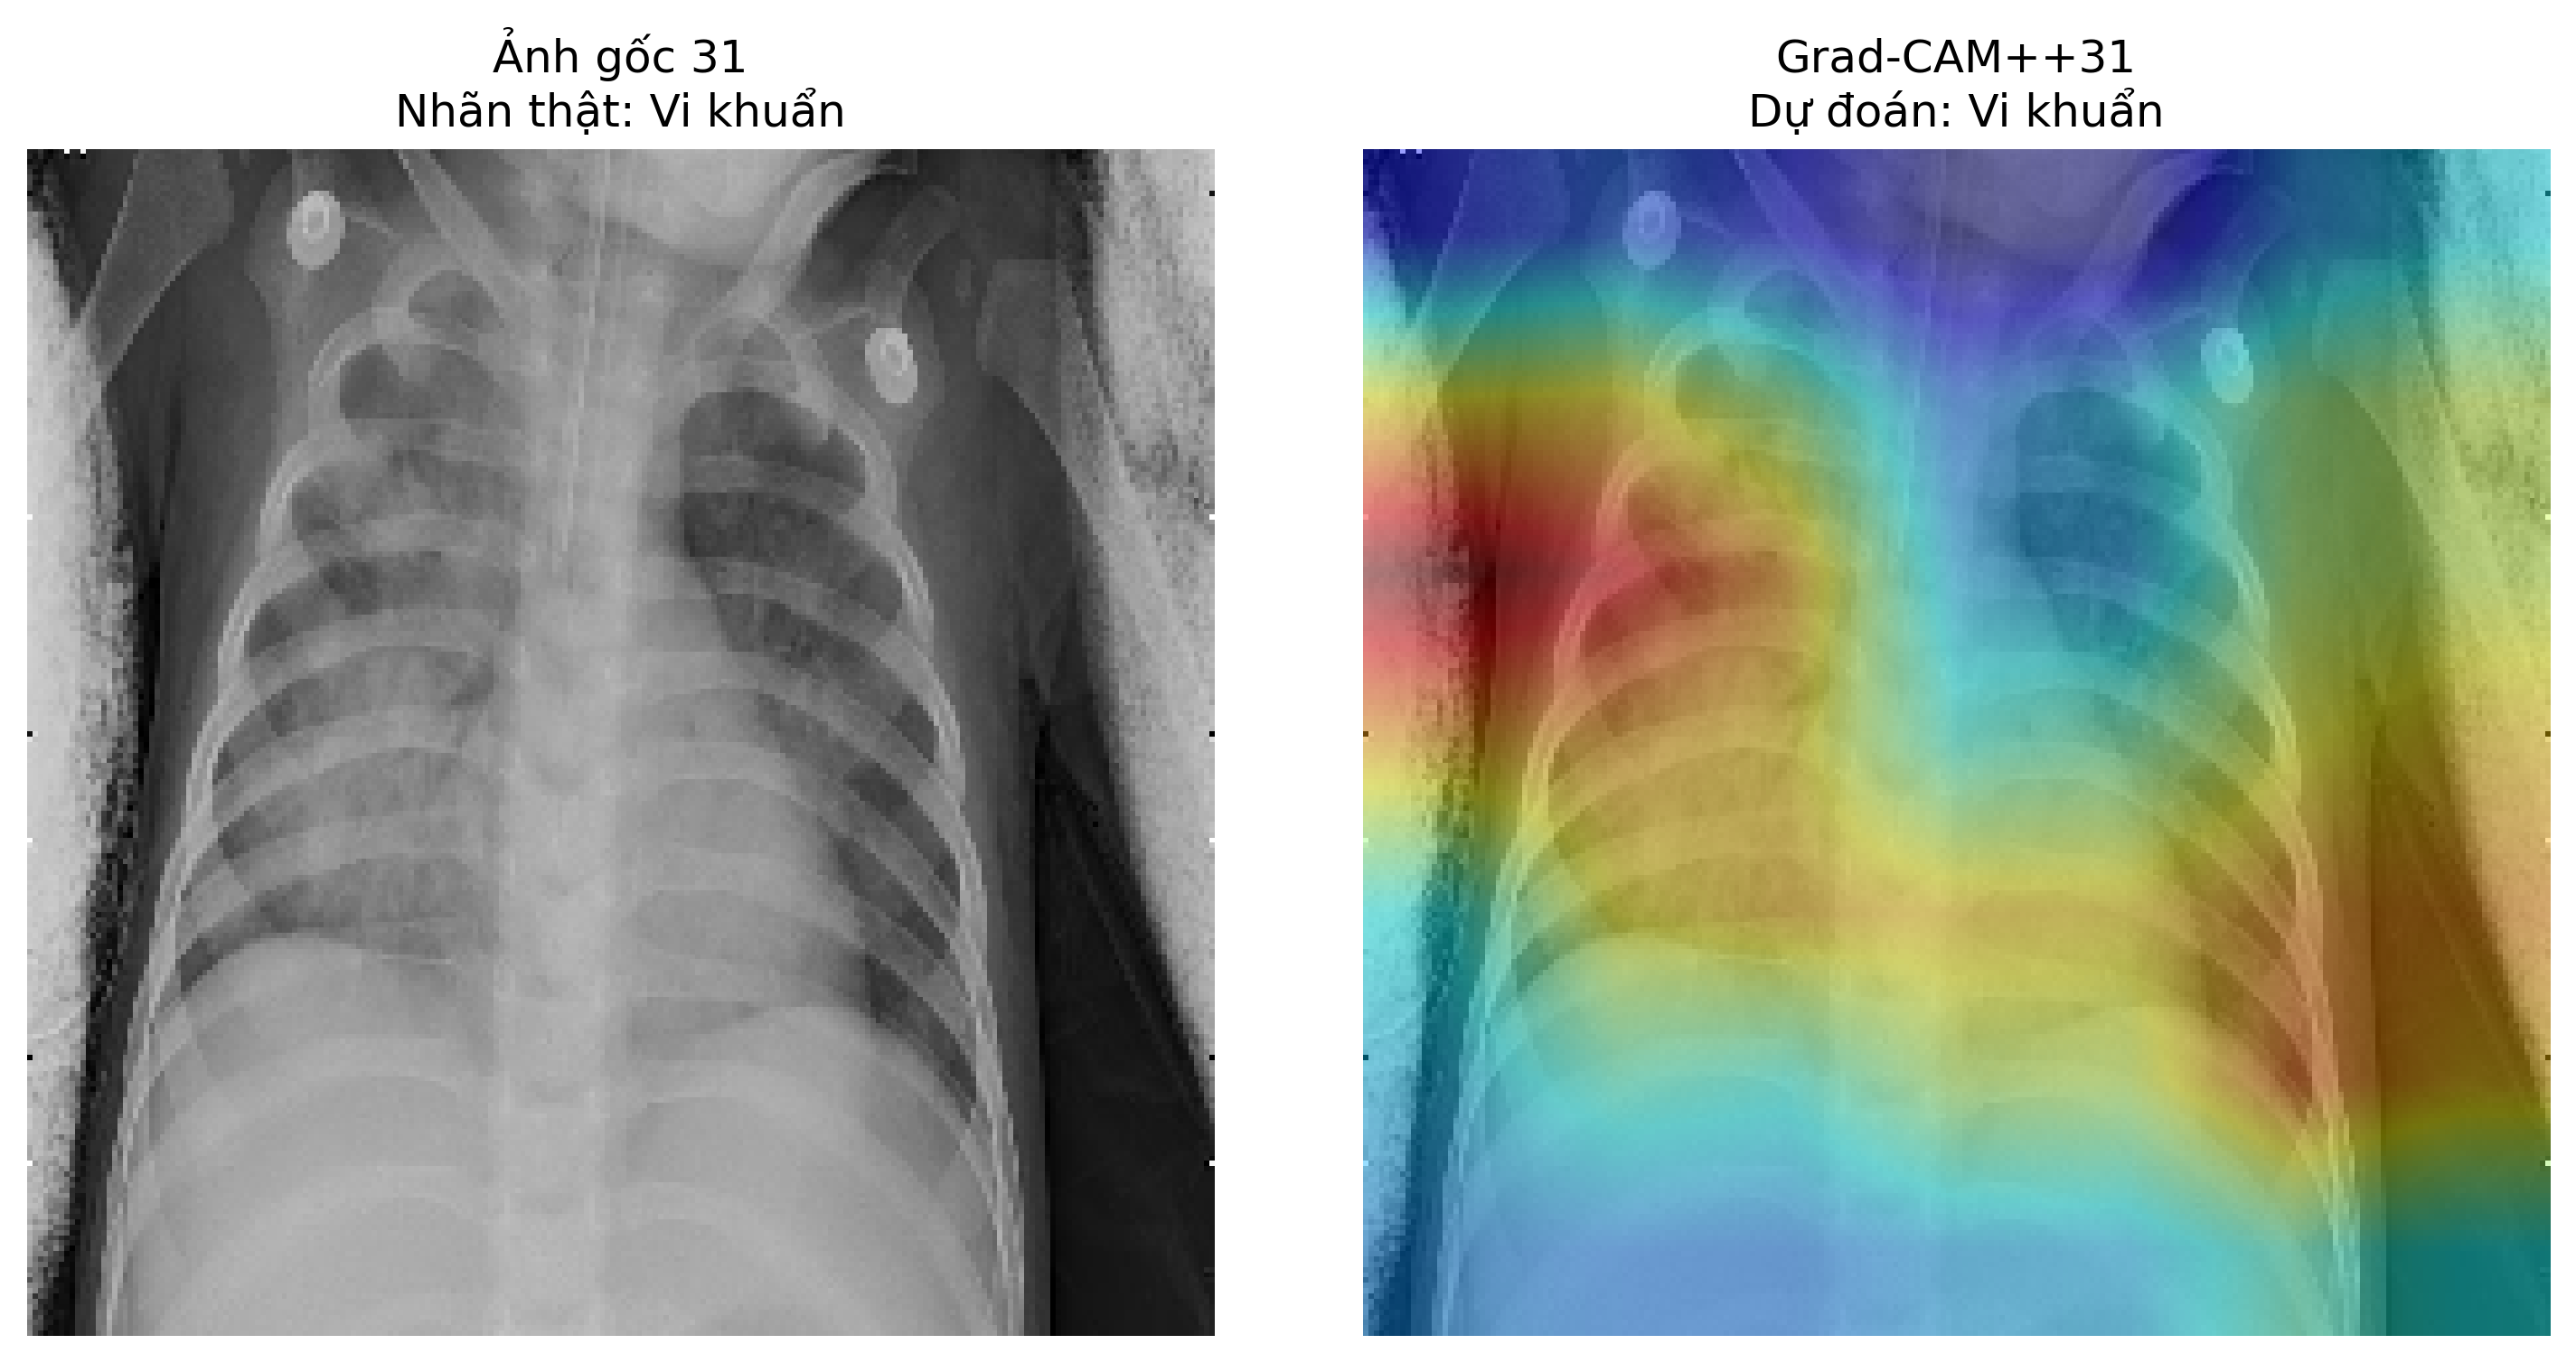 Ảnh gốc 31
Nhãn thật: Vi khuẩn
Grad-CAM++31
Dự đoán: Vi khuẩn